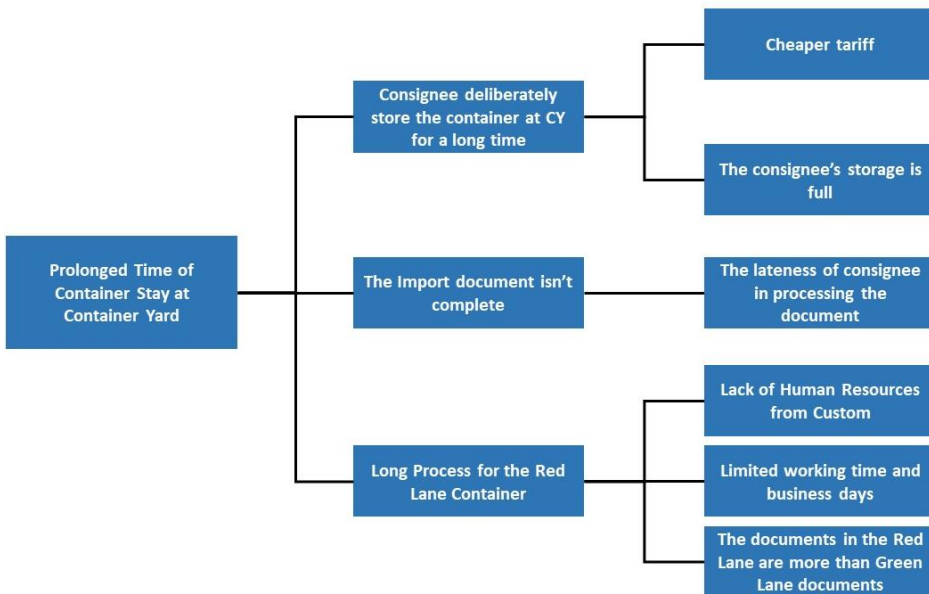 Cheaper tariff
Consignee deliberately
store the container at CY
for a long time
The consignee's storage is
full
Prolonged Time of
Container Stay at
Container Yard
The Import document isn't
complete
The lateness of consignee
in processing the
document
Lack of Human Resources
from Custom
Long Process for the Red
Lane Container
Limited working time and
business days
The documents in the Red
Lane are more than Green
Lane documents